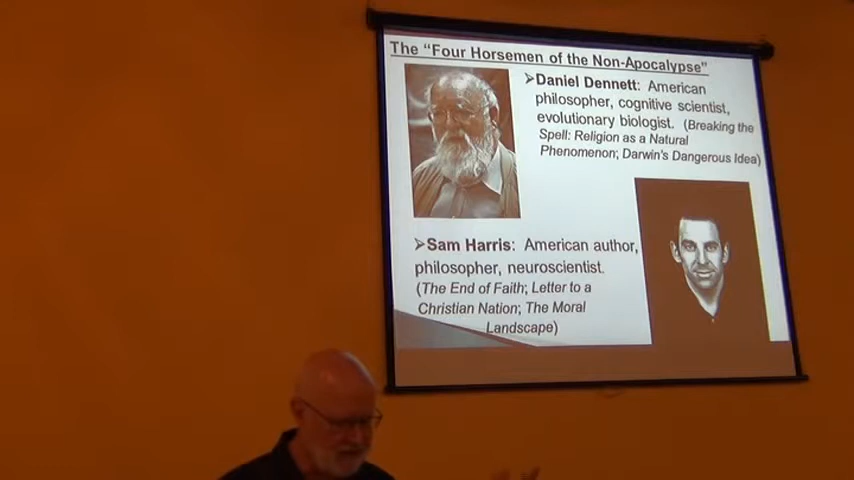 The “Four Horsemen of the Non-Apocalypse”
➢Daniel Dennett: American
philosopher, cognitive scientist,
evolutionary biologist. (Breaking the
Spell: Religion as a Natural
Phenomenon; Darwin's Dangerous Idea)
➢Sam Harris: American author,
philosopher, neuroscientist.
(The End of Faith; Letter to a
Christian Nation; The Moral
Landscape)